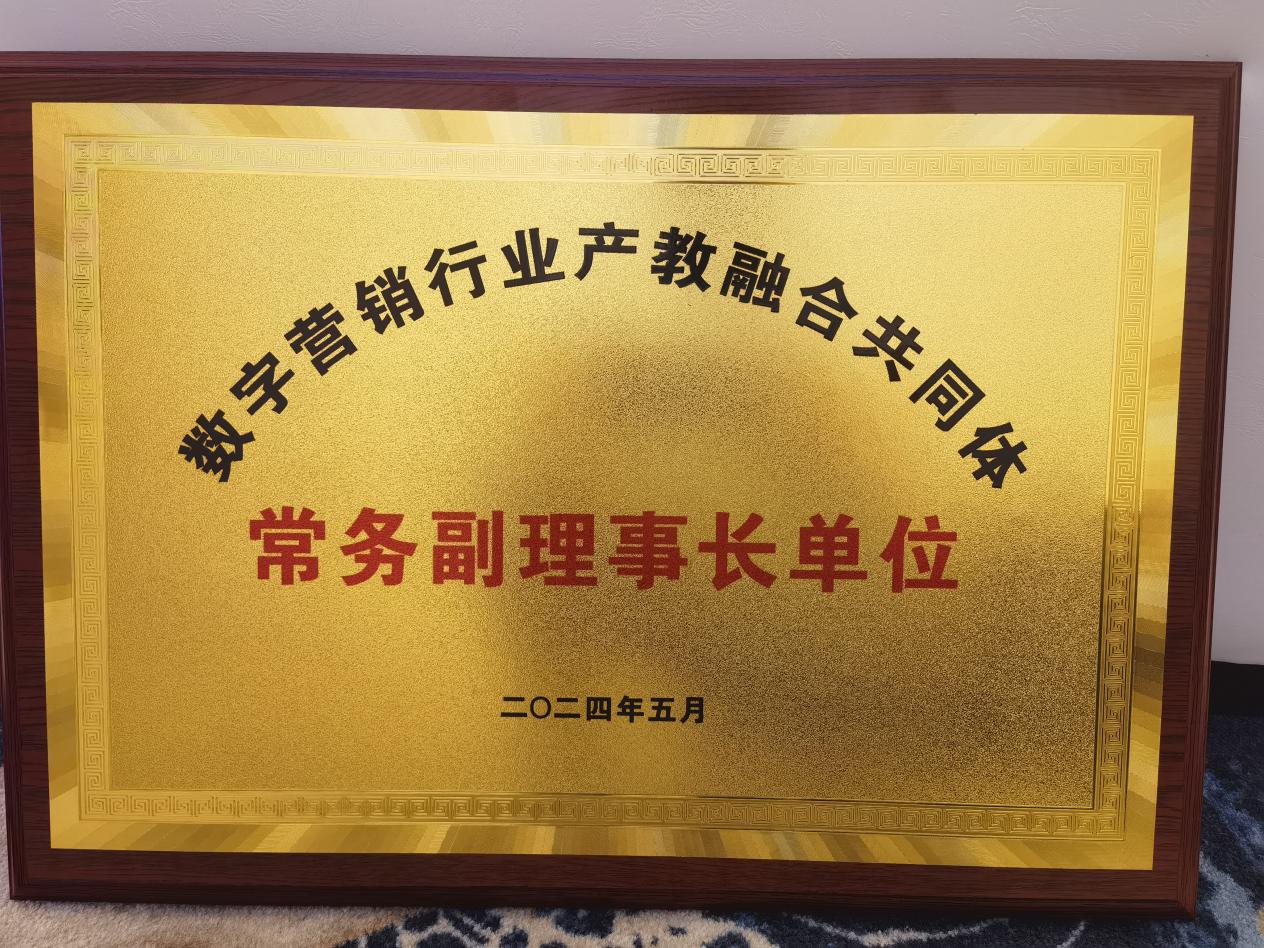 数字营销行业产教融合共同体
常务副理事长单位
二〇二四年五月